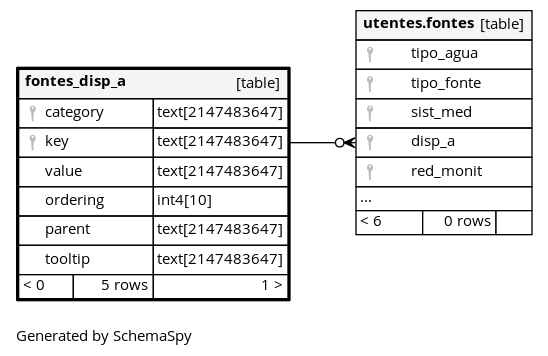 utentes.fontes [table]
tipo_agua
tipo_fonte
sist_med
disp_a
red_monit
...
< 6 0 rows
fontes_disp_a [table]
category text[2147483647]
key text[2147483647]
value text[2147483647]
ordering int4[10]
parent text[2147483647]
tooltip text[2147483647]
< 0 5 rows 1 >
Generated by SchemaSpy